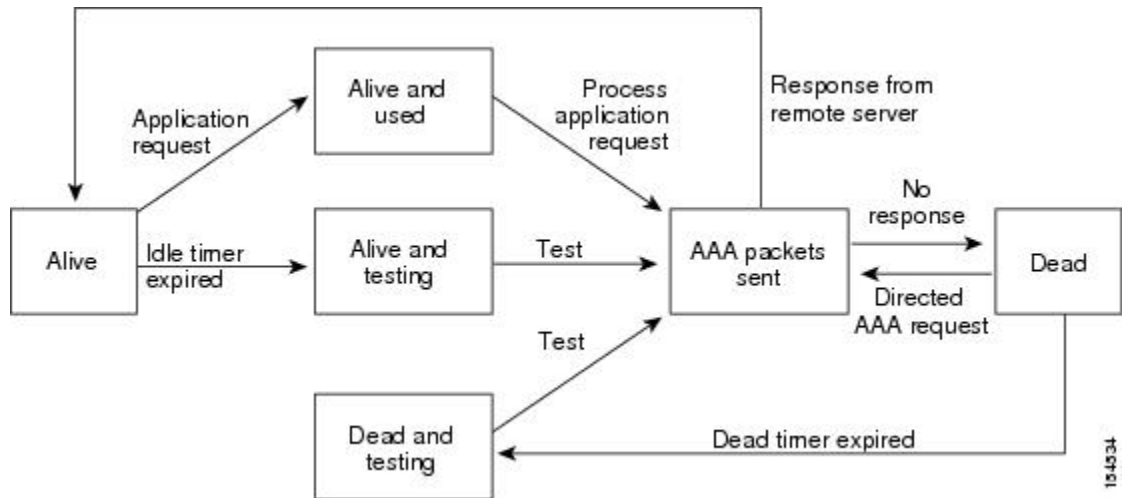 Response from
remote server
Alive and
used
Process
application
request
Application
request
No
response
Alive
Idle timer
expired
Alive and
testing
Test
AAA packets
sent
Dead
Directed
AAA request
Test
Dead and
testing
Dead timer expired
154534